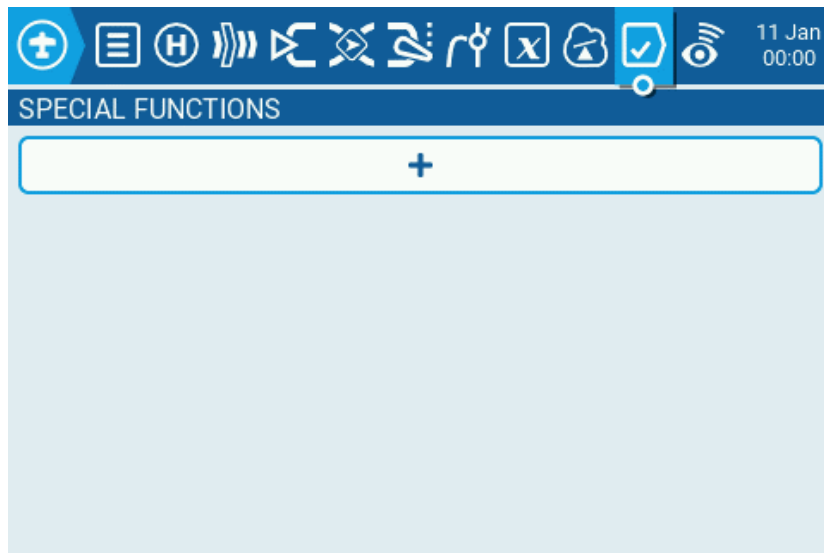 H
x
11 Jan
00:00
SPECIAL FUNCTIONS
+